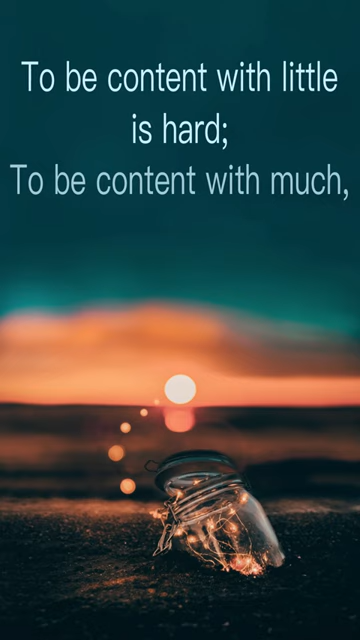 To be content with little
is hard;
To be content with much,